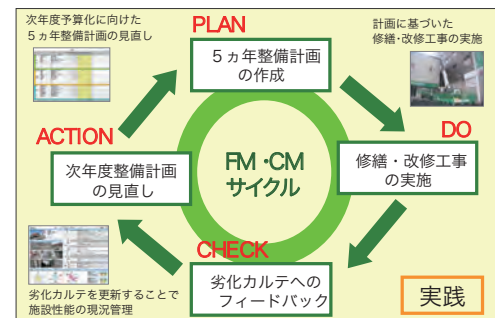 次年度予算化に向けた
5ヵ年整備計画の見直し
PLAN
5ヵ年整備計画
の作成
計画に基づいた
修繕・改修工事の実施
DO
修繕・改修工事
の実施
ACTION
次年度整備計画
の見直し
FM・CM
サイクル
CHECK
劣化カルテへの
フィードバック
劣化カルテを更新することで
施設性能の現況管理
実践